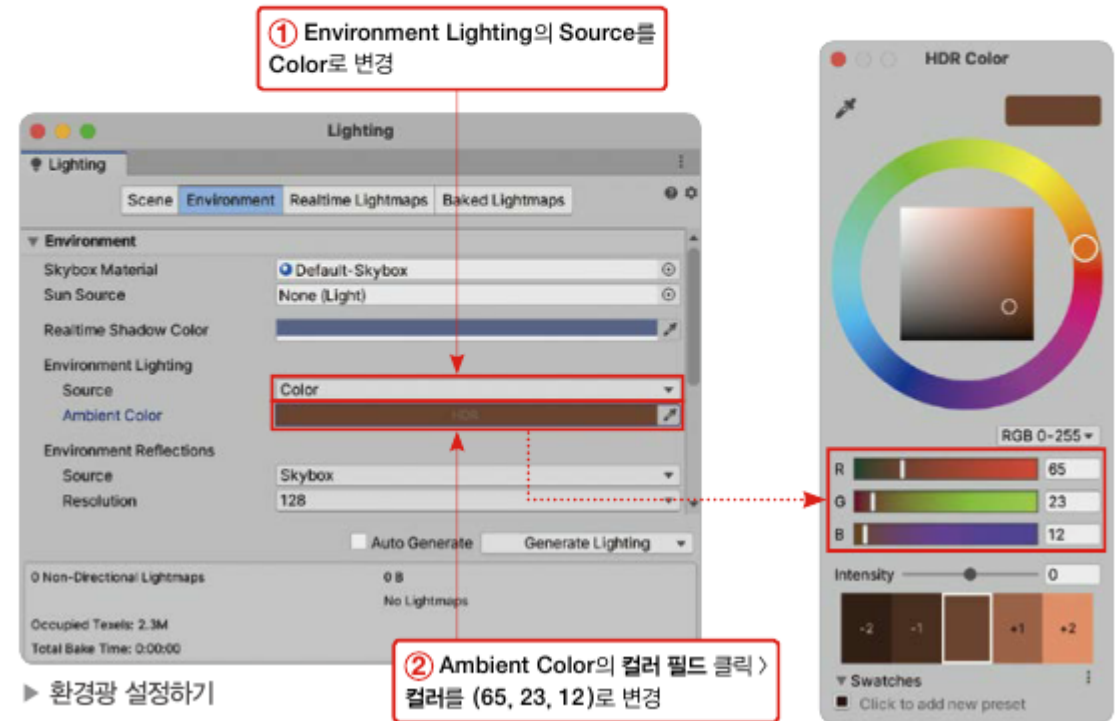 ① Environment Lighting의 Source를
Color로 변경
Lighting
Lighting
Scene Environment Realtime Lightmaps Baked Lightmaps
Environment
Skybox Material Default-Skybox
Sun Source None (Light)
Realtime Shadow Color
Environment Lighting
Source Color
Ambient Color HDR
Environment Reflections
Source Skybox
Resolution 128
Auto Generate Generate Lighting
0 Non-Directional Lightmaps 0 B
No Lightmaps
Occupied Texels: 2.3M
Total Bake Time: 0:00:00
② Ambient Color의 컬러 필드 클릭 >
컬러를 (65, 23, 12)로 변경
▶ 환경광 설정하기
HDR Color
RGB 0-255
R 65
G 23
B 12
Intensity 0
-2 -1 +1 +2
Swatches
Click to add new preset